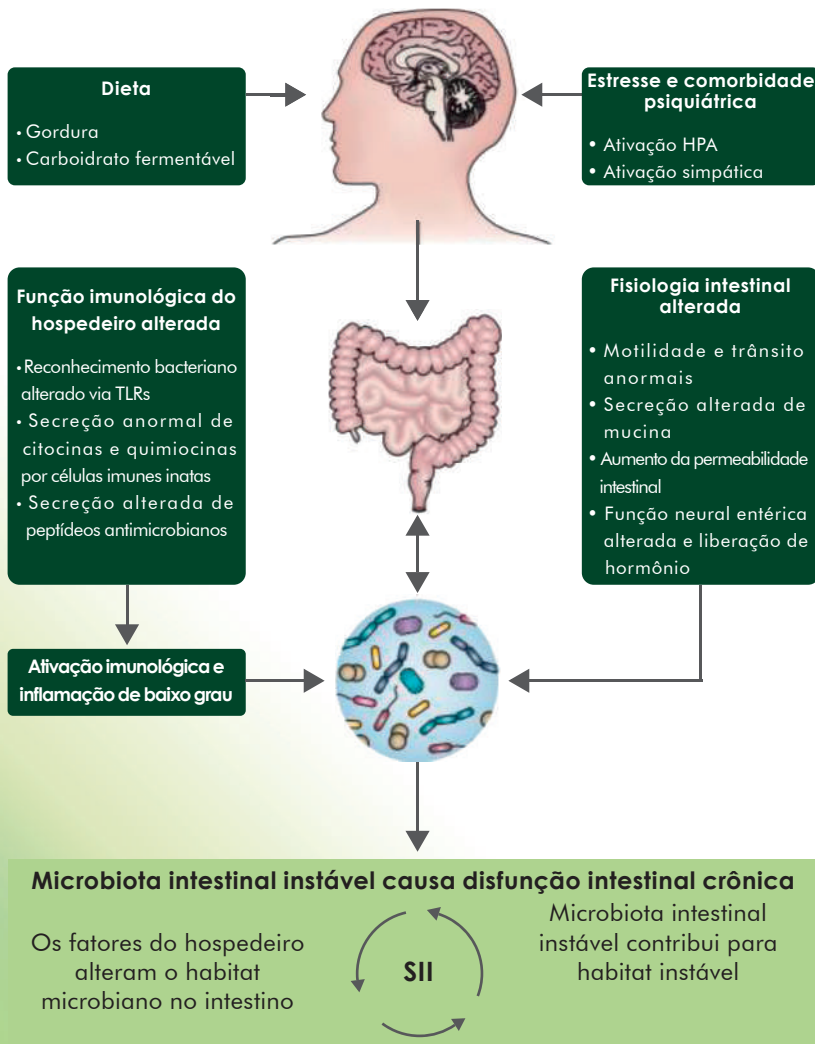 Dieta
• Gordura
• Carboidrato fermentável
Estresse e comorbidade
psiquiátrica
• Ativação HPA
• Ativação simpática
Função imunológica do
hospedeiro alterada
• Reconhecimento bacteriano
alterado via TLRs
• Secreção anormal de
citocinas e quimiocinas
por células imunes inatas
• Secreção alterada de
peptídeos antimicrobianos
Fisiologia intestinal
alterada
• Motilidade e trânsito
anormais
• Secreção alterada de
mucina
• Aumento da permeabilidade
intestinal
• Função neural entérica
alterada e liberação de
hormônio
Ativação imunológica e
inflamação de baixo grau
Microbiota intestinal instável causa disfunção intestinal crônica
Os fatores do hospedeiro
alteram o habitat
microbiano no intestino
SII
Microbiota intestinal
instável contribui para
habitat instável